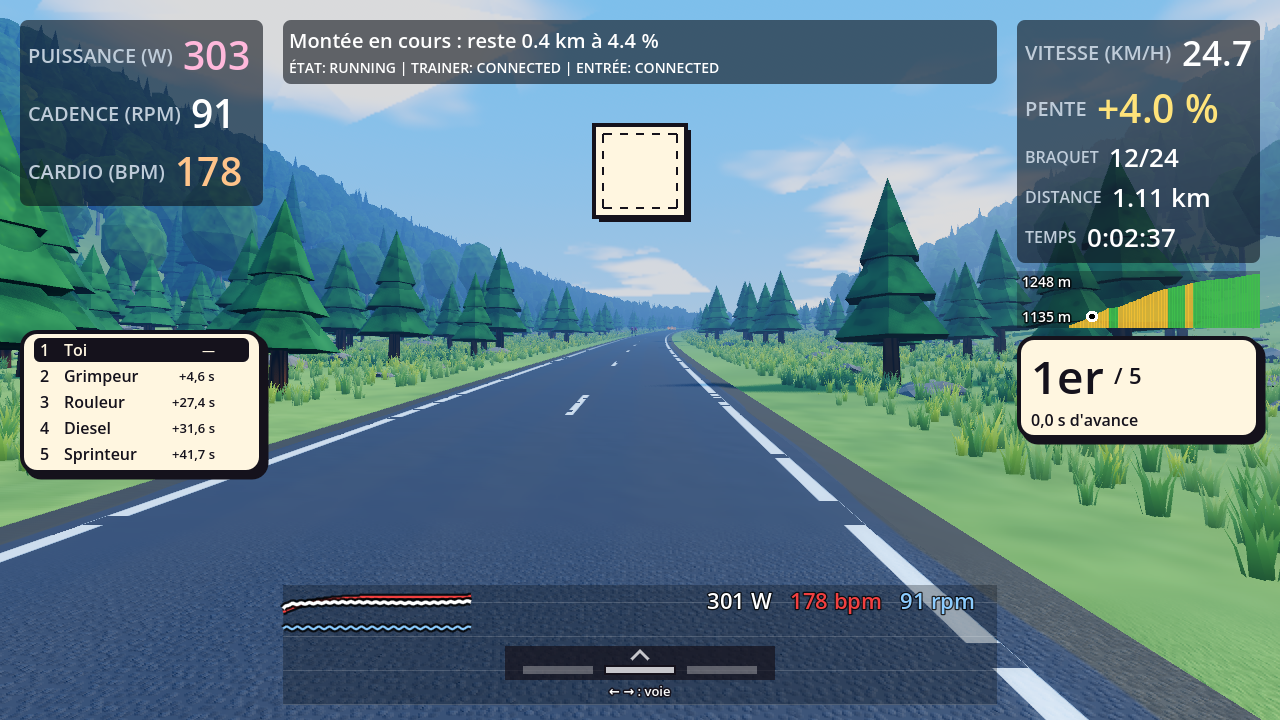 PUISSANCE (W) 303
CADENCE (RPM) 91
CARDIO (BPM) 178
Montée en cours : reste 0.4 km à 4.4 %
ÉTAT: RUNNING | TRAINER: CONNECTED | ENTRÉE: CONNECTED
VITESSE (KM/H) 24.7
PENTE +4.0 %
BRAQUET 12/24
DISTANCE 1.11 km
TEMPS 0:02:37
1248 m
1135 m
1 Toi —
2 Grimpeur +4,6 s
3 Rouleur +27,4 s
4 Diesel +31,6 s
5 Sprinteur +41,7 s
1er / 5
0,0 s d'avance
301 W 178 bpm 91 rpm
← → : voie